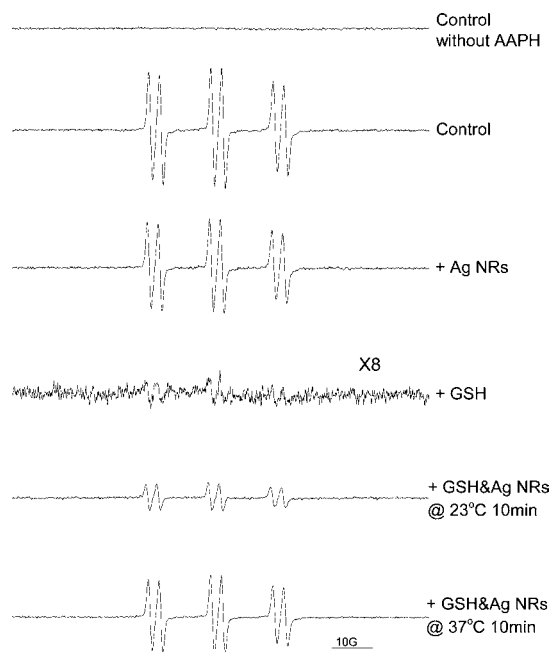 Control
without AAPH
Control
+ Ag NRs
X8
+ GSH
+ GSH&Ag NRs
@ 23°C 10min
+ GSH&Ag NRs
@ 37°C 10min
10G